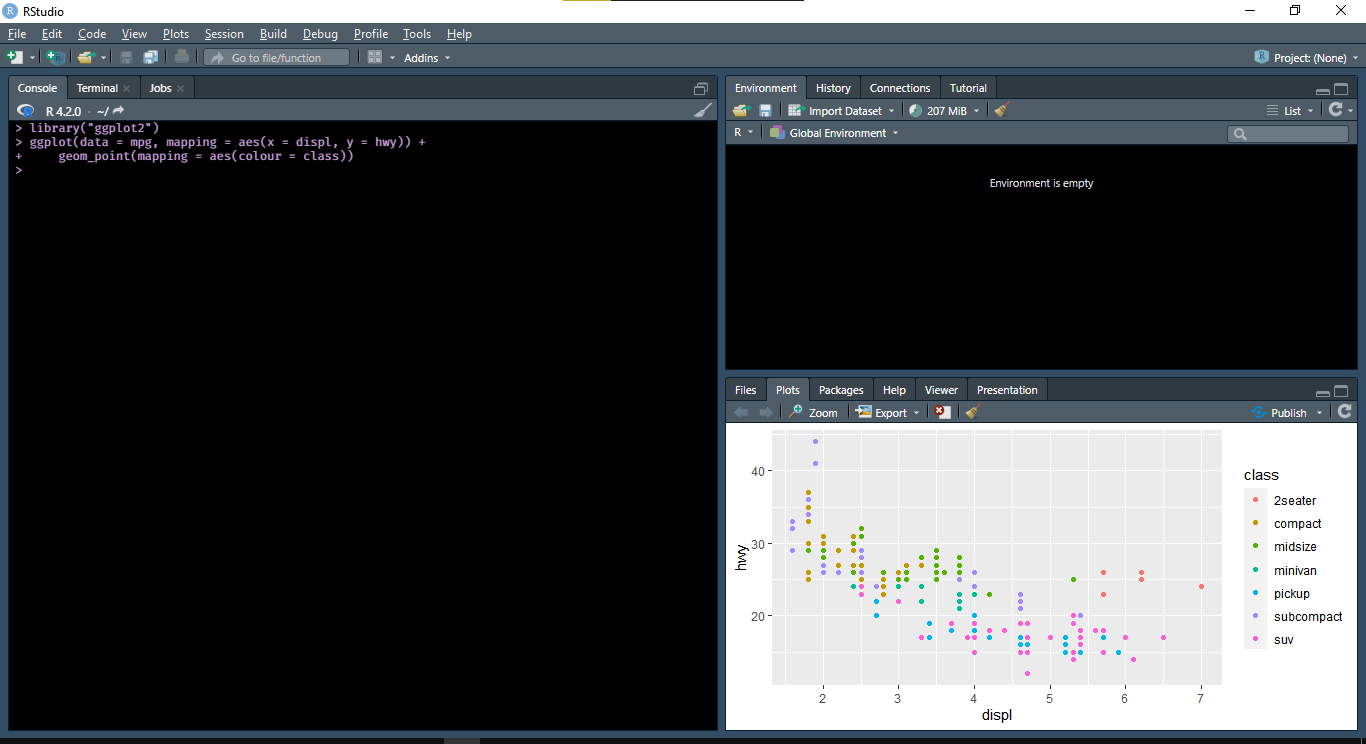 RStudio
File Edit Code View Plots Session Build Debug Profile Tools Help
Go to file/function Addins Project: (None)
Console Terminal Jobs
R 4.2.0 · ~/
> library("ggplot2")
> ggplot(data = mpg, mapping = aes(x = displ, y = hwy)) +
+     geom_point(mapping = aes(colour = class))
>
Environment History Connections Tutorial
Import Dataset 207 MiB List
R Global Environment
Environment is empty
Files Plots Packages Help Viewer Presentation
Zoom Export Publish
hwy
40
30
20
2 3 4 5 6 7
displ
class
2seater
compact
midsize
minivan
pickup
subcompact
suv